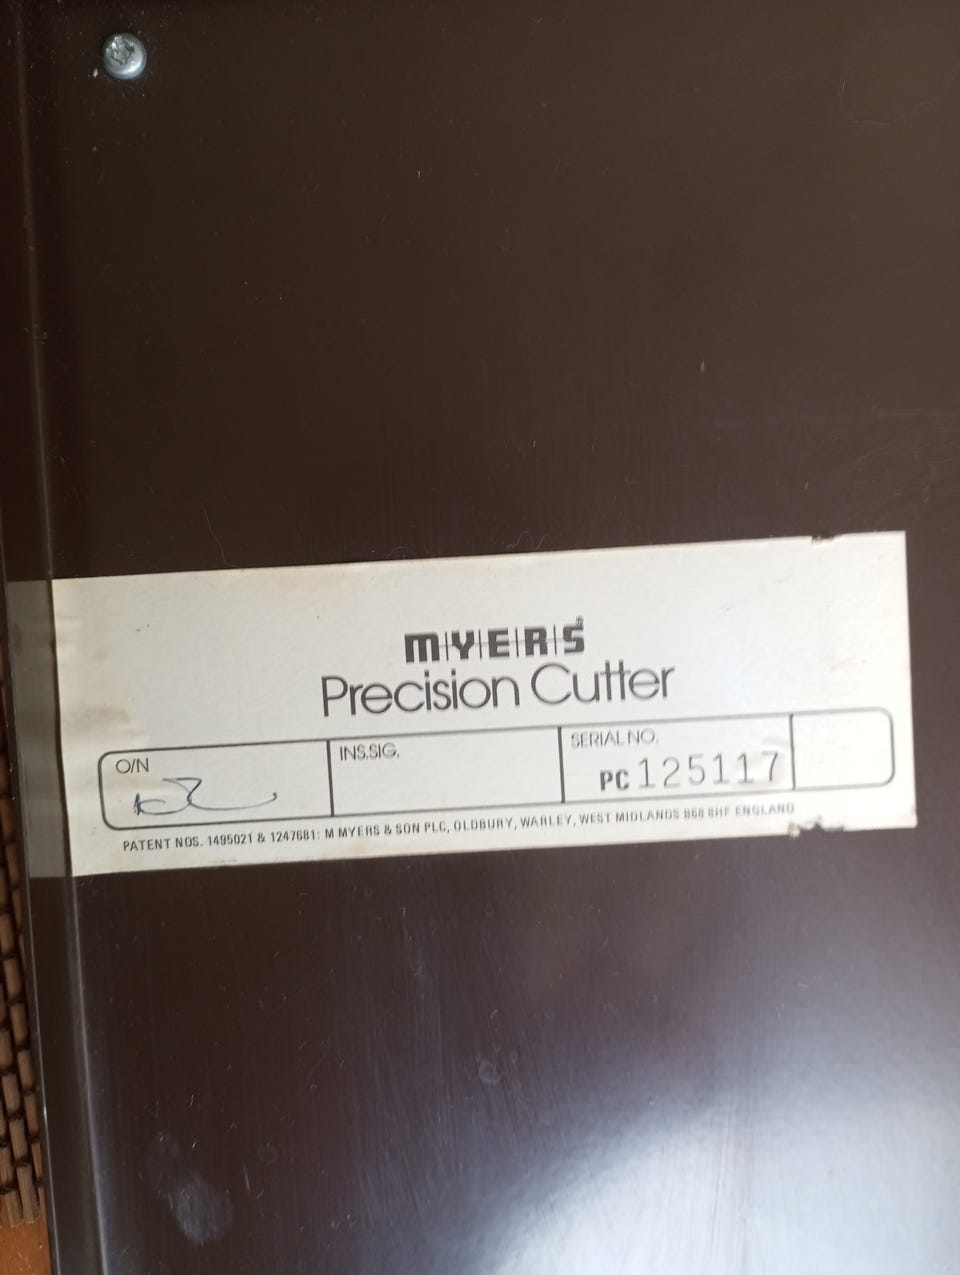 MYERS
Precision Cutter
O/N
INS.SIG.
SERIAL NO.
PC 125117
PATENT NOS. 1495021 & 1247681: M MYERS & SON PLC, OLDBURY, WARLEY, WEST MIDLANDS B68 8HF ENGLAND